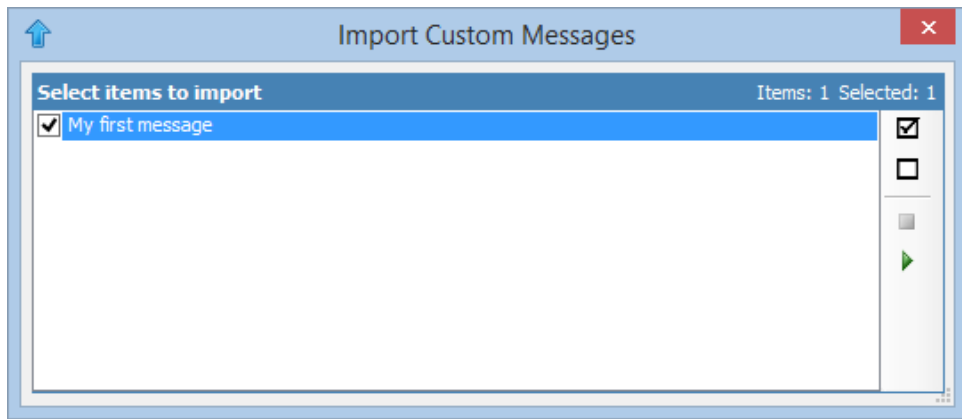 Import Custom Messages
Select items to import Items: 1 Selected: 1
My first message